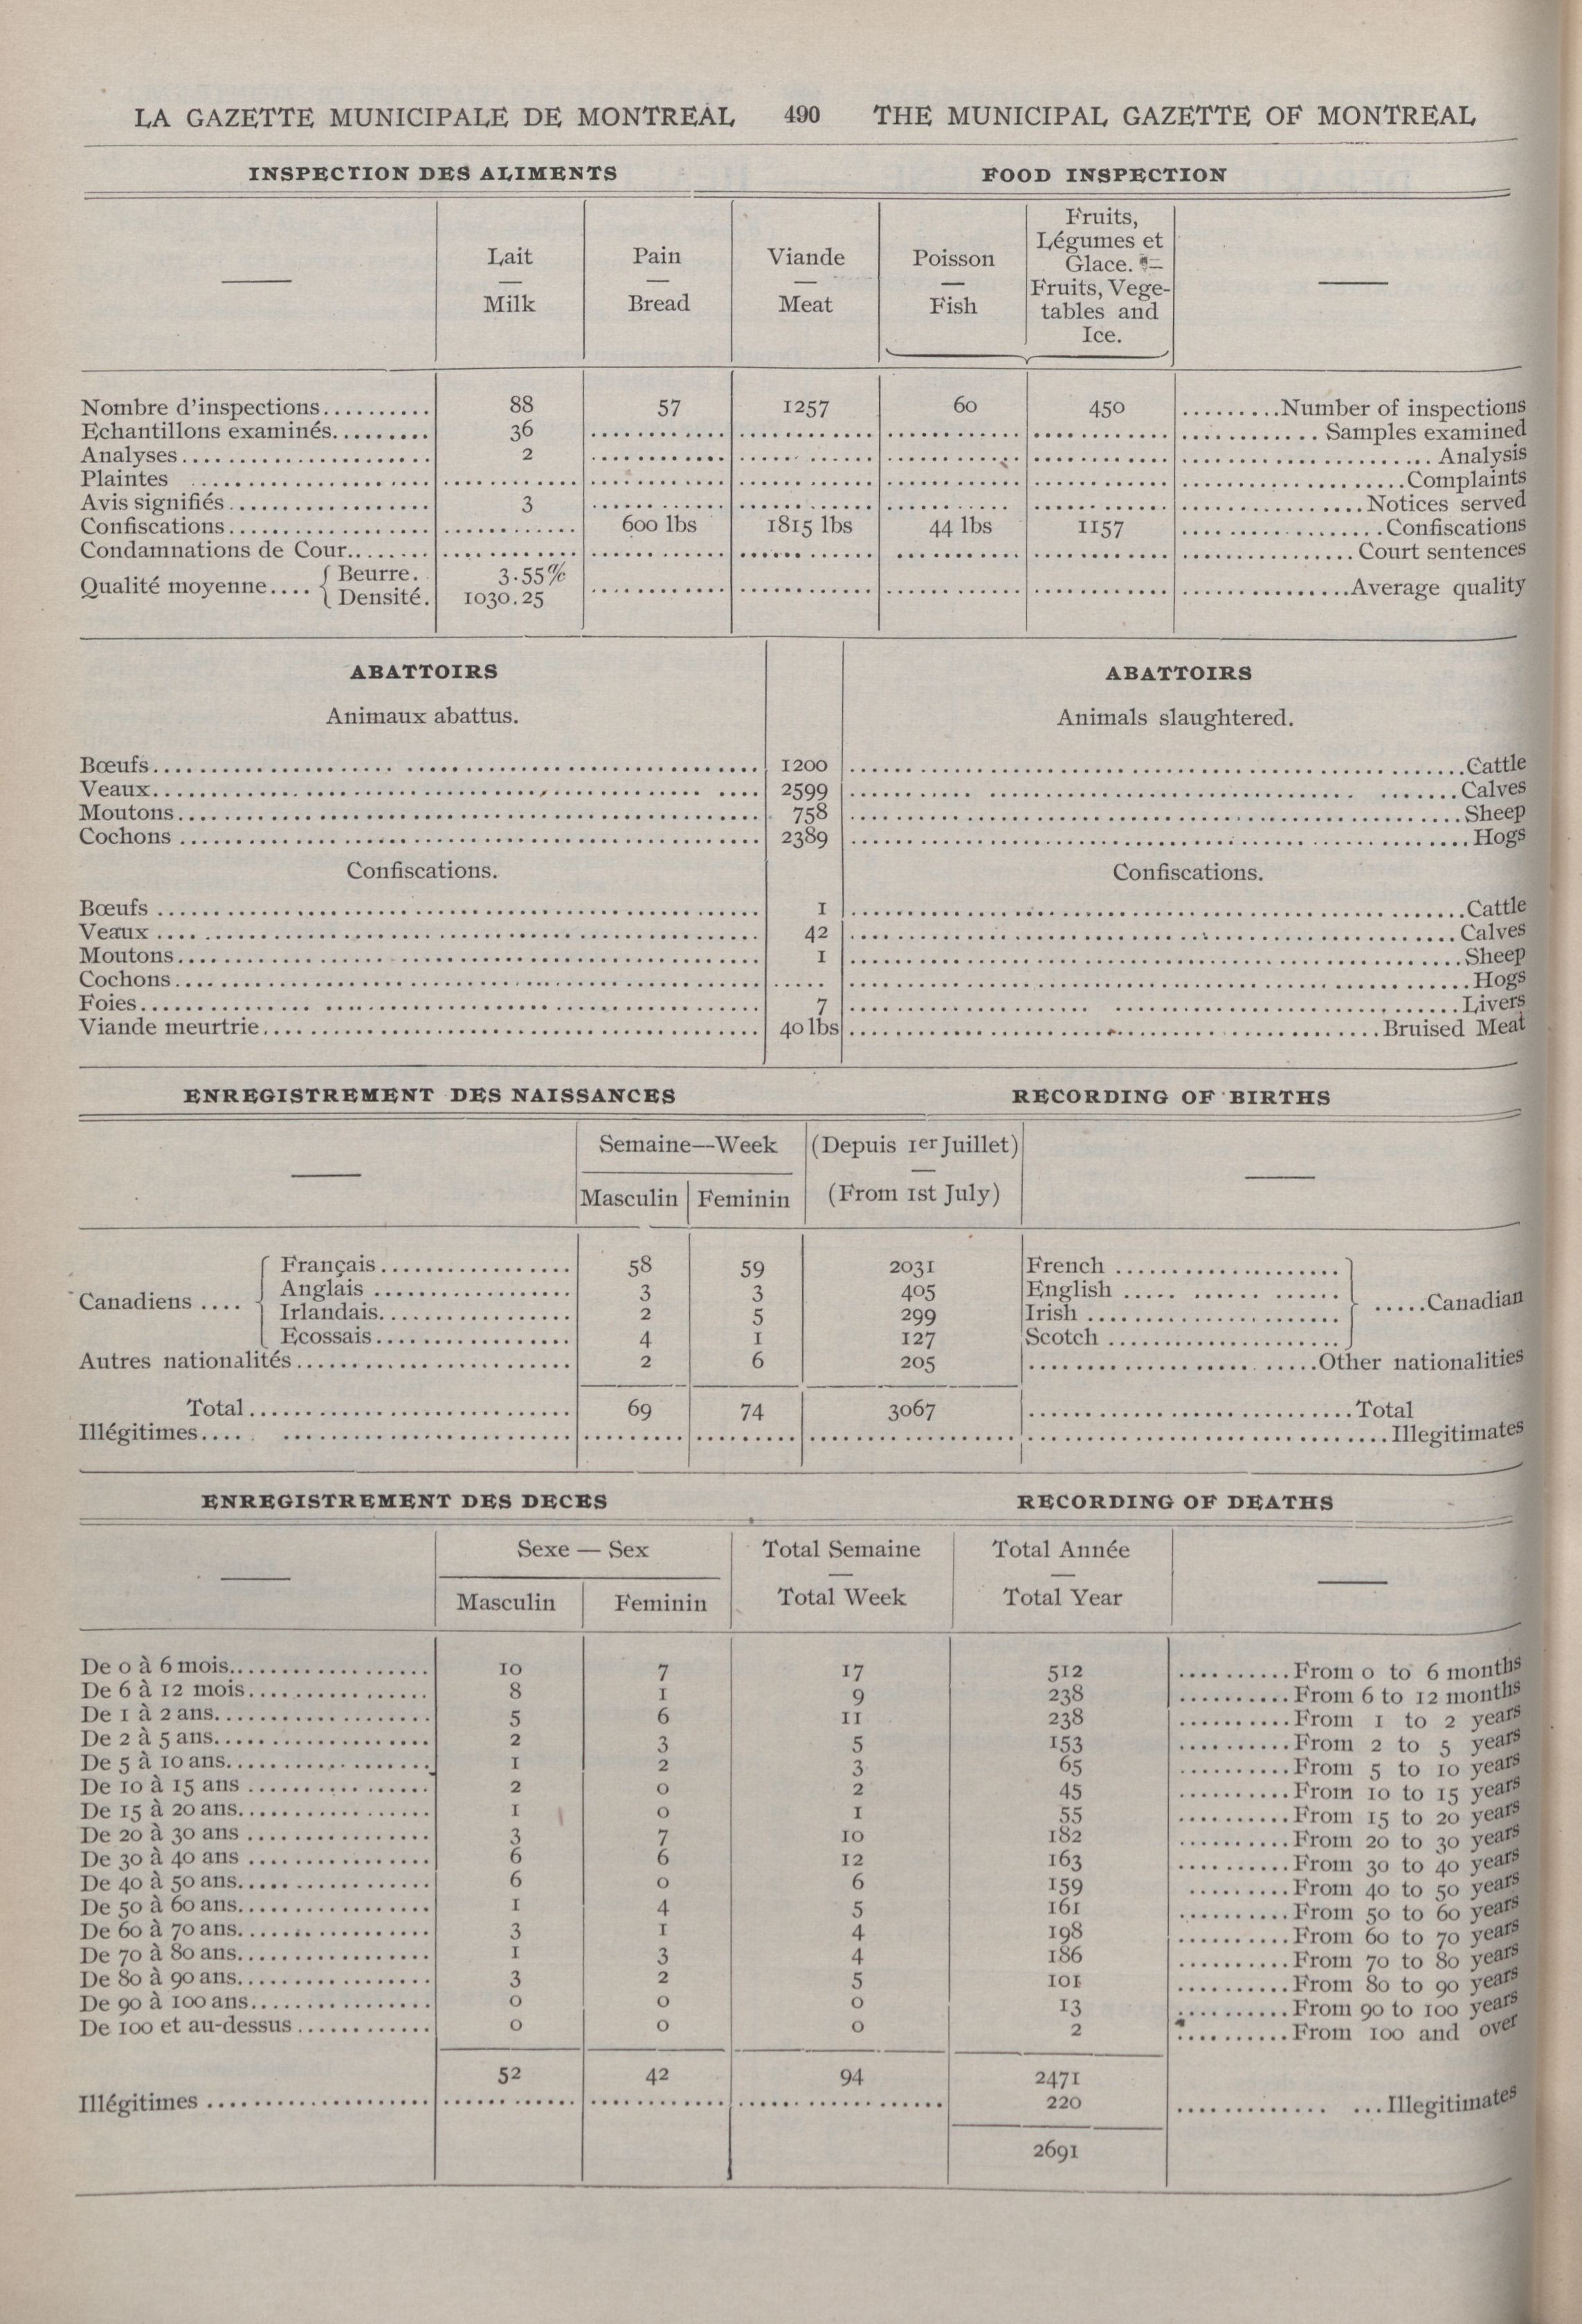 LA GAZETTE MUNICIPALE DE MONTREAL 490 THE MUNICIPAL GAZETTE OF MONTREAL
INSPECTION DES ALIMENTS FOOD INSPECTION
Lait
Milk
Pain
Bread
Viande
Meat
Poisson
Fish
Fruits,
Légumes et
Glace.
Fruits, Vege-
tables and
Ice.
Nombre d'inspections.......... 88 57 1257 60 450 .........Number of inspections
Echantillons examinés......... 36 ............ Samples examined
Analyses...................... 2 ...................... Analysis
Plaintes .....................Complaints
Avis signifiés.................. 3 ................Notices served
Confiscations.................. ............ 600 lbs 1815 lbs 44 lbs 1157 ..................Confiscations
Condamnations de Cour........ ................Court sentences
Qualité moyenne.... { Beurre. 3.55% ...............Average quality
{ Densité. 1030.25
ABATTOIRS ABATTOIRS
Animaux abattus. Animals slaughtered.
Bœufs.................... 1200 ....................Cattle
Veaux.................... 2599 ....................Calves
Moutons.................... 758 ....................Sheep
Cochons .................... 2389 ....................Hogs
Confiscations. Confiscations.
Bœufs .................... 1 ....................Cattle
Veaux .................... 42 ....................Calves
Moutons.................... 1 ....................Sheep
Cochons.................... ..... ....................Hogs
Foies.................... 7 ....................Livers
Viande meurtrie.................... 40 lbs ....................Bruised Meat
ENREGISTREMENT DES NAISSANCES RECORDING OF BIRTHS
Semaine—Week (Depuis 1er Juillet)
Masculin Feminin (From 1st July)
Français................. 58 59 2031 French ....................
Anglais .................. 3 3 405 English .................
Canadiens .... .....Canadian
Irlandais................. 2 5 299 Irish ......................
Ecossais................. 4 1 127 Scotch ....................
Autres nationalités........................ 2 6 205 ........................Other nationalities
Total............................ 69 74 3067 ............................Total
Illégitimes.... ............................Illegitimates
ENREGISTREMENT DES DECES RECORDING OF DEATHS
Sexe — Sex Total Semaine Total Année
Masculin Feminin Total Week Total Year
De 0 à 6 mois.................. 10 7 17 512 ..........From 0 to 6 months
De 6 à 12 mois................ 8 1 9 238 ..........From 6 to 12 months
De 1 à 2 ans................... 5 6 11 238 ..........From 1 to 2 years
De 2 à 5 ans................... 2 3 5 153 ..........From 2 to 5 years
De 5 à 10 ans.................. 1 2 3 65 ..........From 5 to 10 years
De 10 à 15 ans ................ 2 0 2 45 ..........From 10 to 15 years
De 15 à 20 ans................. 1 0 1 55 ..........From 15 to 20 years
De 20 à 30 ans ................ 3 7 10 182 ..........From 20 to 30 years
De 30 à 40 ans ................ 6 6 12 163 ..........From 30 to 40 years
De 40 à 50 ans................. 6 0 6 159 .........From 40 to 50 years
De 50 à 60 ans................. 1 4 5 161 ..........From 50 to 60 years
De 60 à 70 ans................. 3 1 4 198 ..........From 60 to 70 years
De 70 à 80 ans................. 1 3 4 186 ..........From 70 to 80 years
De 80 à 90 ans................. 3 2 5 101 ..........From 80 to 90 years
De 90 à 100 ans................ 0 0 0 13 ..........From 90 to 100 years
De 100 et au-dessus............ 0 0 0 2 ..........From 100 and over
52 42 94 2471
Illégitimes ................... 220 ............. ...Illegitimates
2691